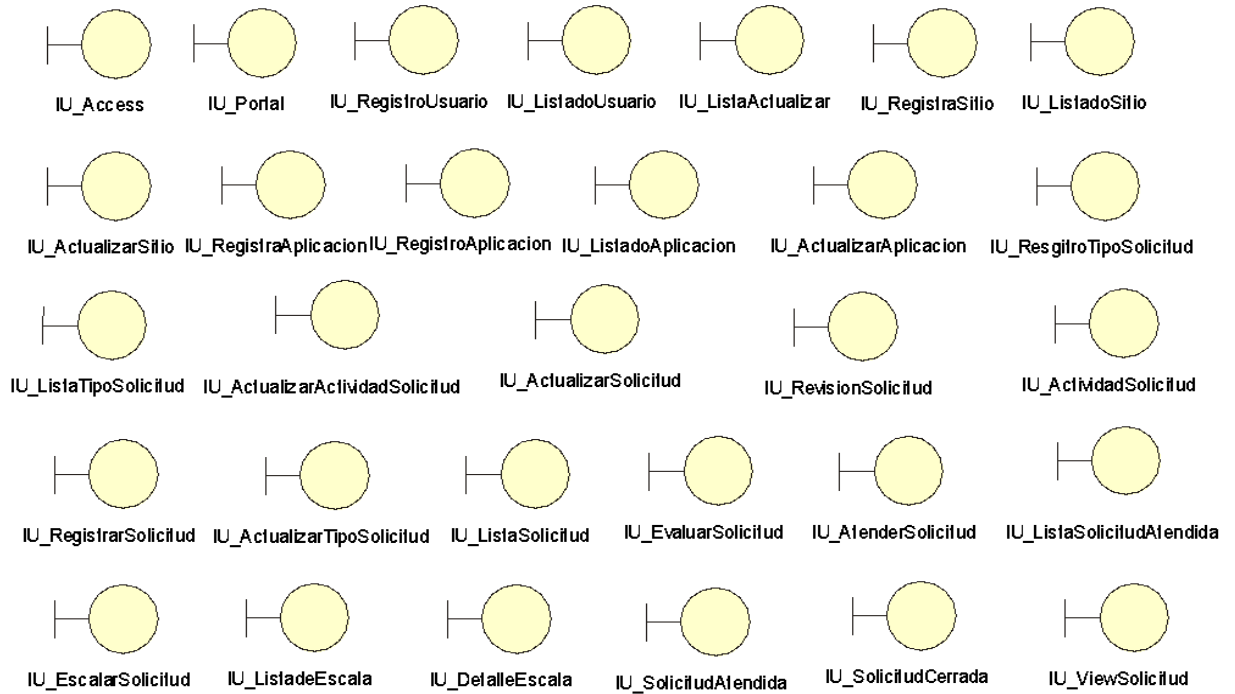 IU_Access
IU_Portal
IU_RegistroUsuario
IU_ListadoUsuario
IU_ListaActualizar
IU_RegistraSitio
IU_ListadoSitio
IU_ActualizarSitio
IU_RegistraAplicacion
IU_RegistroAplicacion
IU_ListadoAplicacion
IU_ActualizarAplicacion
IU_ResgitroTipoSolicitud
IU_ListaTipoSolicitud
IU_ActualizarActividadSolicitud
IU_ActualizarSolicitud
IU_RevisionSolicitud
IU_ActividadSolicitud
IU_RegistrarSolicitud
IU_ActualizarTipoSolicitud
IU_ListaSolicitud
IU_EvaluarSolicitud
IU_AtenderSolicitud
IU_ListaSolicitudAtendida
IU_EscalarSolicitud
IU_ListadeEscala
IU_DetalleEscala
IU_SolicitudAtendida
IU_SolicitudCerrada
IU_ViewSolicitud